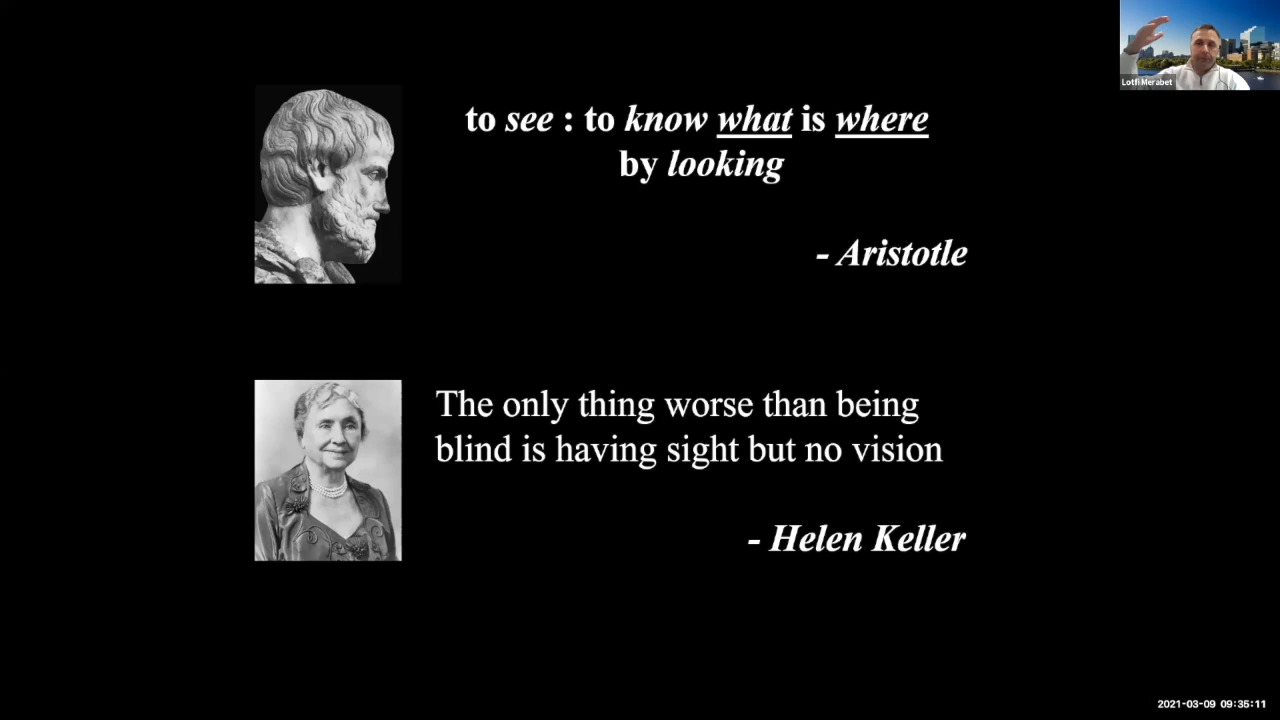 Lotfi Merabet
to see : to know what is where
by looking
- Aristotle
The only thing worse than being
blind is having sight but no vision
- Helen Keller
2021-03-09 09:35:11